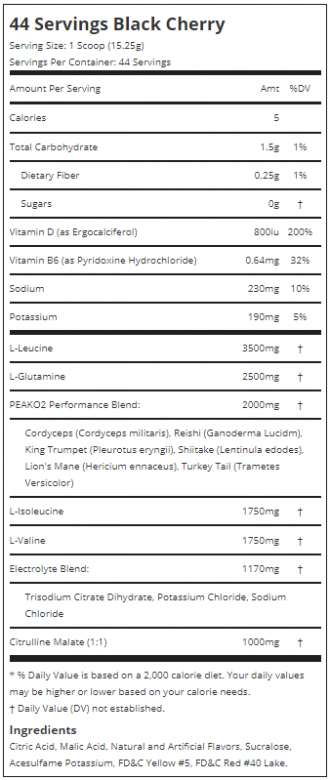 44 Servings Black Cherry
Serving Size: 1 Scoop (15.25g)
Servings Per Container: 44 Servings
Amount Per Serving Amt %DV
Calories 5
Total Carbohydrate 1.5g 1%
Dietary Fiber 0.25g 1%
Sugars 0g †
Vitamin D (as Ergocalciferol) 800iu 200%
Vitamin B6 (as Pyridoxine Hydrochloride) 0.64mg 32%
Sodium 230mg 10%
Potassium 190mg 5%
L-Leucine 3500mg †
L-Glutamine 2500mg †
PEAKO2 Performance Blend: 2000mg †
Cordyceps (Cordyceps militaris), Reishi (Ganoderma Lucidm),
King Trumpet (Pleurotus eryngii), Shiitake (Lentinula edodes),
Lion's Mane (Hericium ennaceus), Turkey Tail (Trametes
Versicolor)
L-Isoleucine 1750mg †
L-Valine 1750mg †
Electrolyte Blend: 1170mg †
Trisodium Citrate Dihydrate, Potassium Chloride, Sodium
Chloride
Citrulline Malate (1:1) 1000mg †
* % Daily Value is based on a 2,000 calorie diet. Your daily values
may be higher or lower based on your calorie needs.
† Daily Value (DV) not established.
Ingredients
Citric Acid, Malic Acid, Natural and Artificial Flavors, Sucralose,
Acesulfame Potassium, FD&C Yellow #5, FD&C Red #40 Lake.